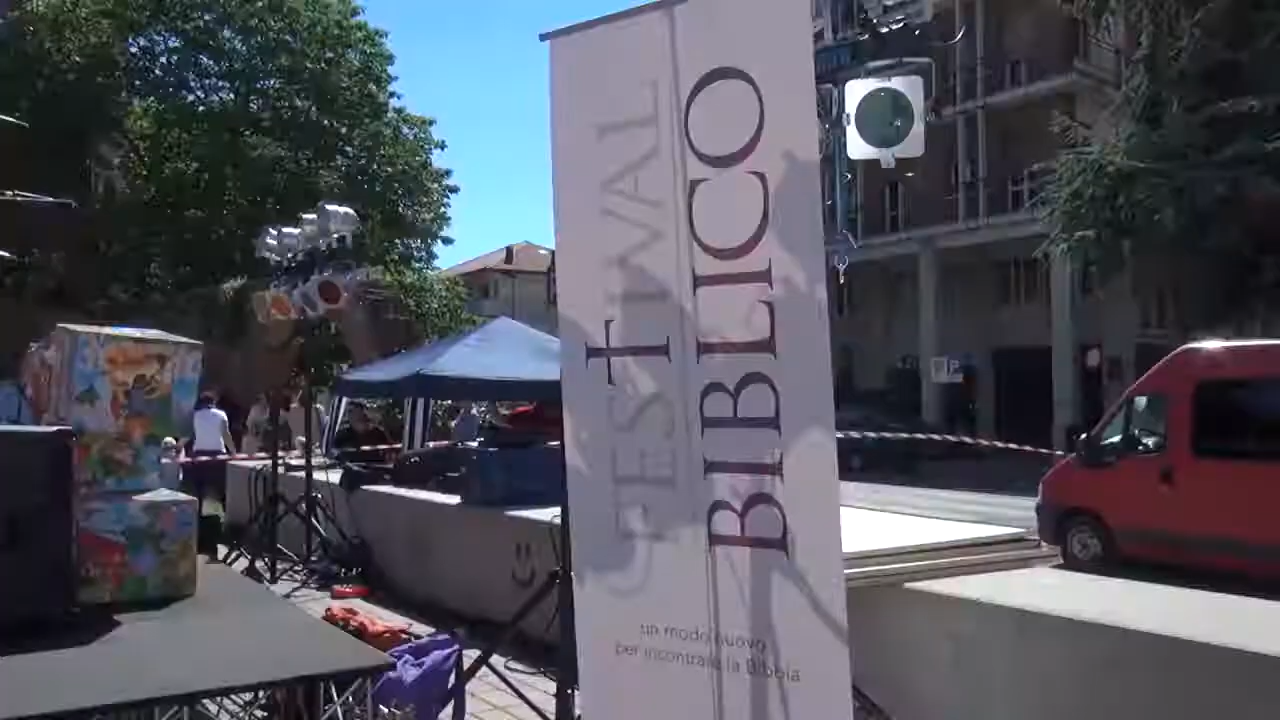 FESTIVAL
BIBLICO
un modo nuovo
per incontrare la Bibbia
P